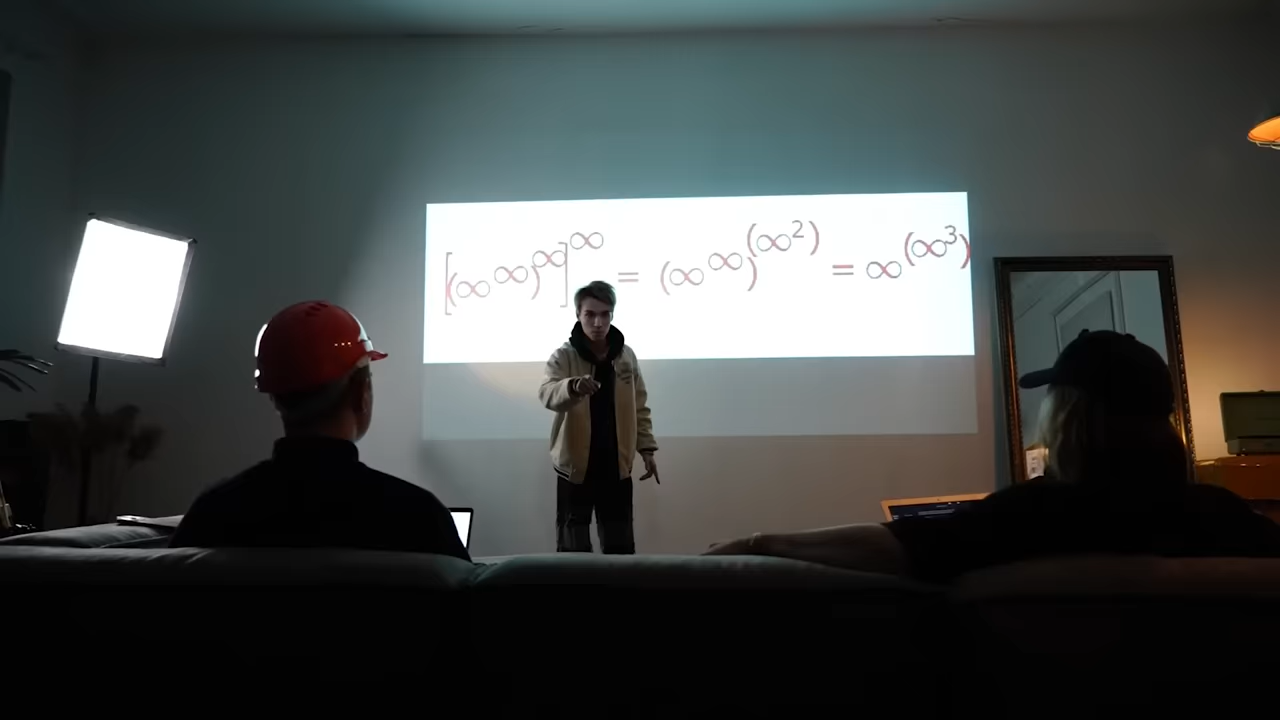 [(∞^∞)^∞]^∞ = (∞^∞)^(∞²) = ∞^(∞³)